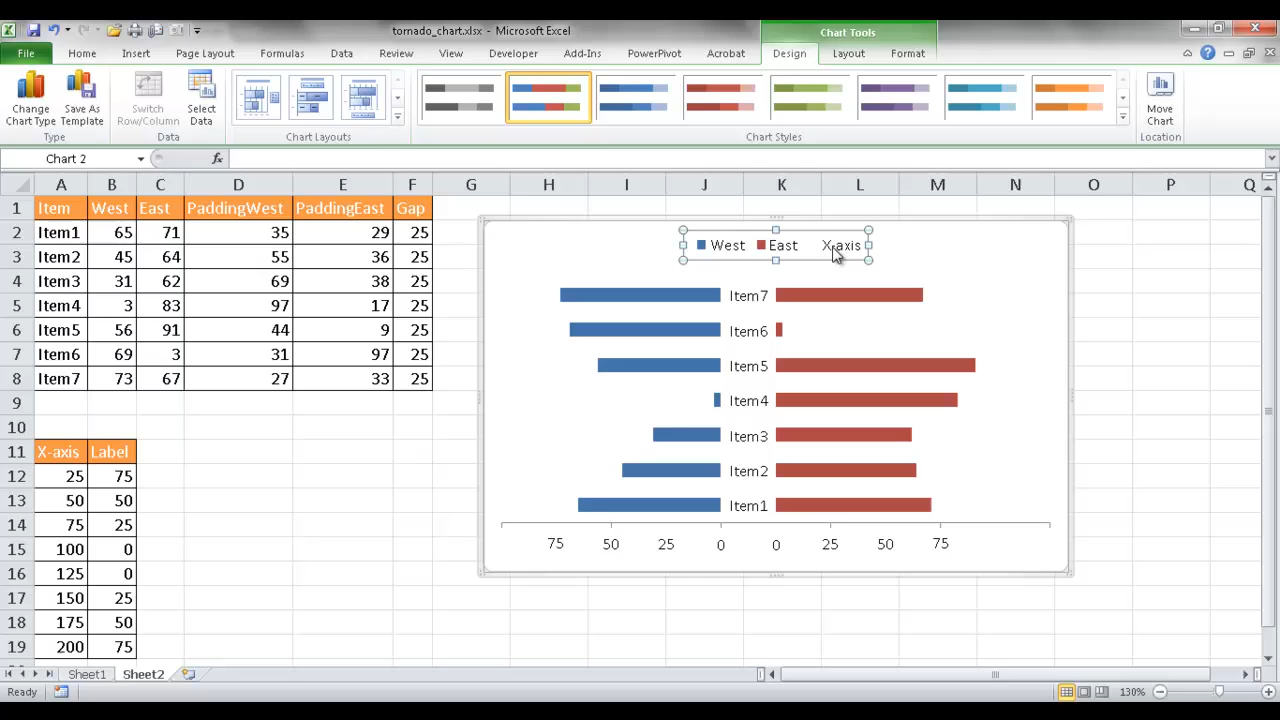 tornado_chart.xlsx - Microsoft Excel
Chart Tools
File Home Insert Page Layout Formulas Data Review View Developer Add-Ins PowerPivot Acrobat Design Layout Format
Change Chart Type
Save As Template
Switch Row/Column
Select Data
Move Chart
Type Data Chart Layouts Chart Styles Location
Chart 2 fx
A B C D E F G H I J K L M N O P Q
1 Item West East PaddingWest PaddingEast Gap
2 Item1 65 71 35 29 25
3 Item2 45 64 55 36 25
4 Item3 31 62 69 38 25
5 Item4 3 83 97 17 25
6 Item5 56 91 44 9 25
7 Item6 69 3 31 97 25
8 Item7 73 67 27 33 25
9
10
11 X-axis Label
12 25 75
13 50 50
14 75 25
15 100 0
16 125 0
17 150 25
18 175 50
19 200 75
West East X-axis
Item7
Item6
Item5
Item4
Item3
Item2
Item1
75 50 25 0 0 25 50 75
Sheet1 Sheet2
Ready 130%